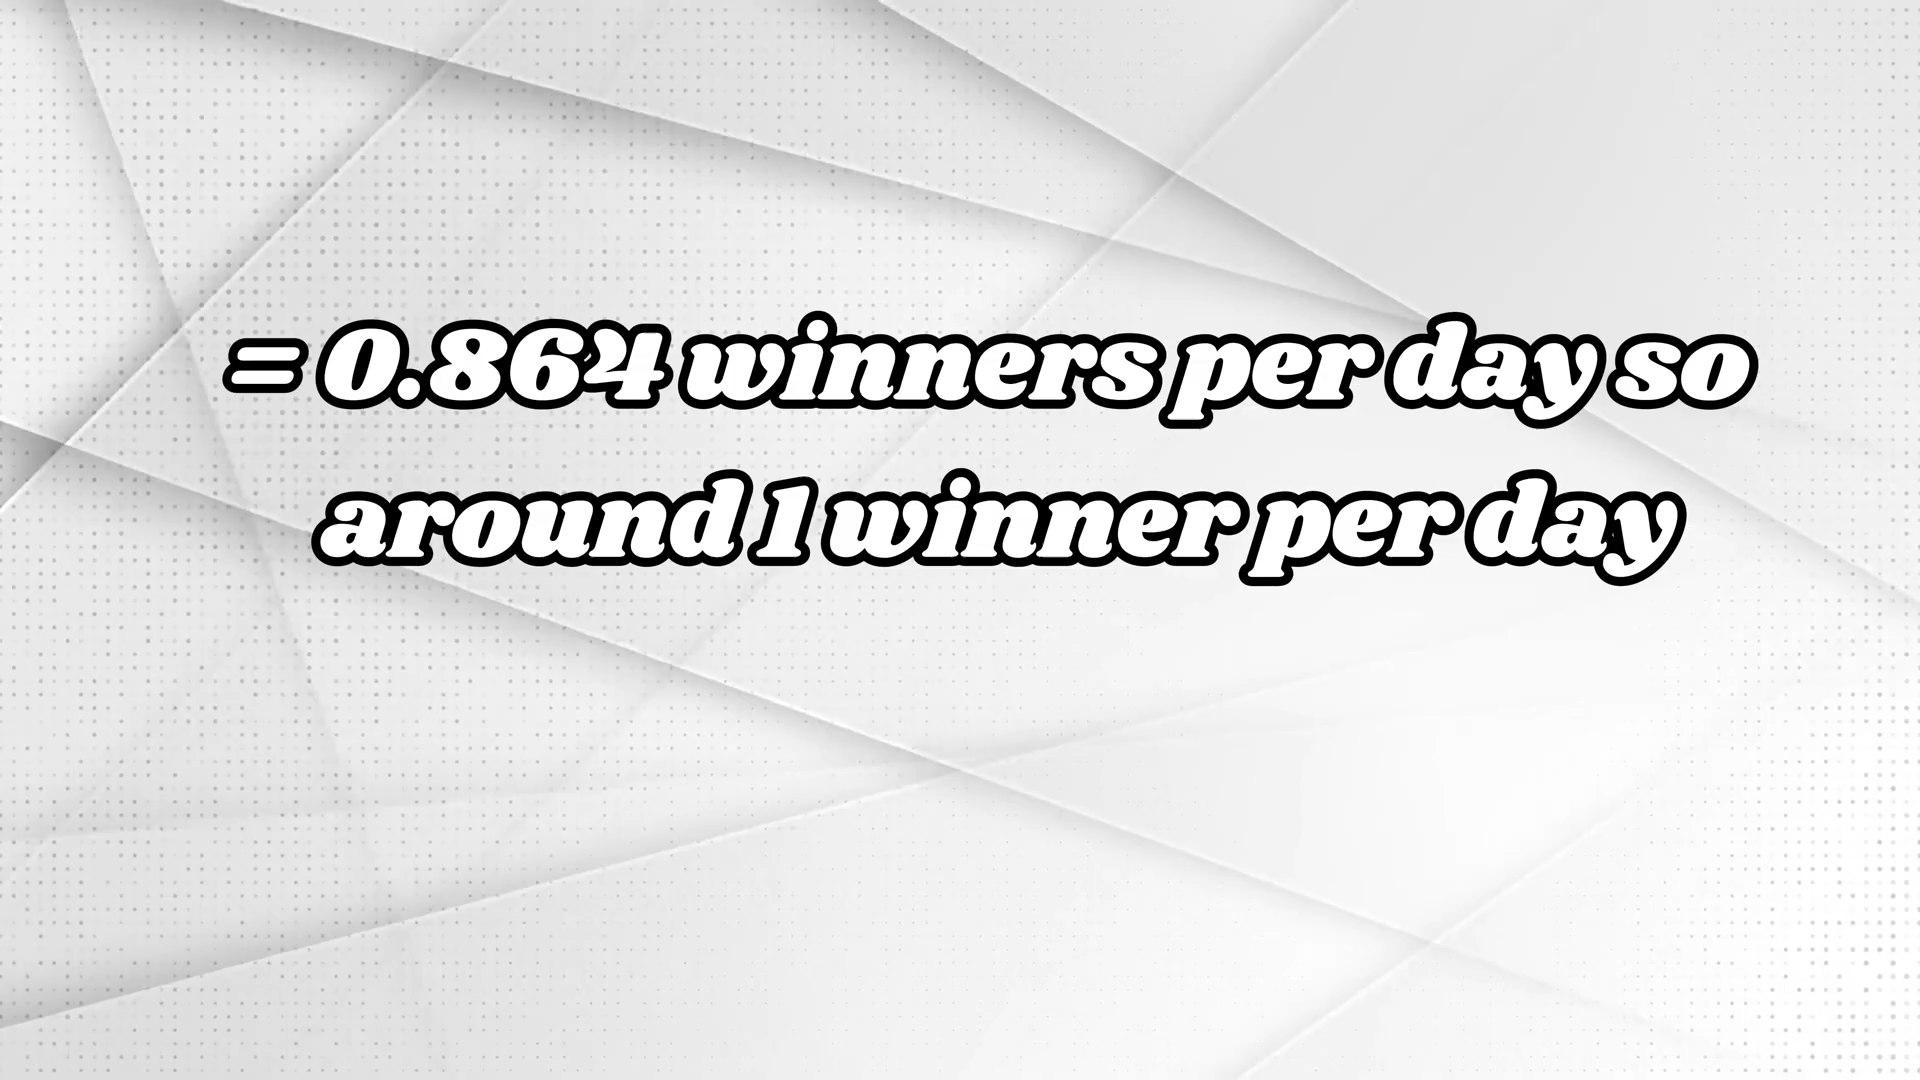 = 0.864 winners per day so
around 1 winner per day